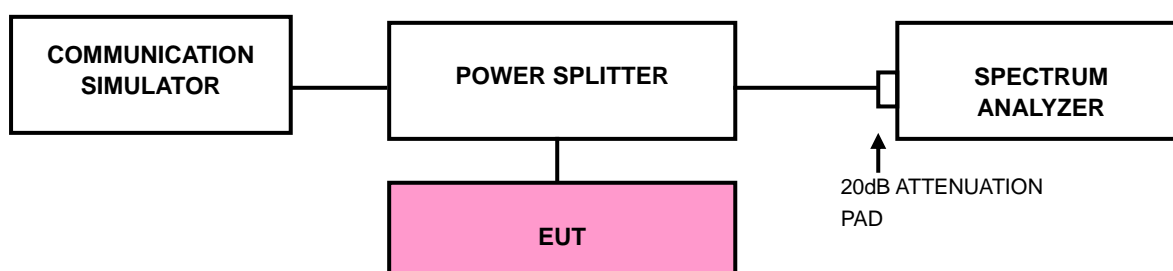 COMMUNICATION
SIMULATOR
POWER SPLITTER
SPECTRUM
ANALYZER
20dB ATTENUATION
PAD
EUT